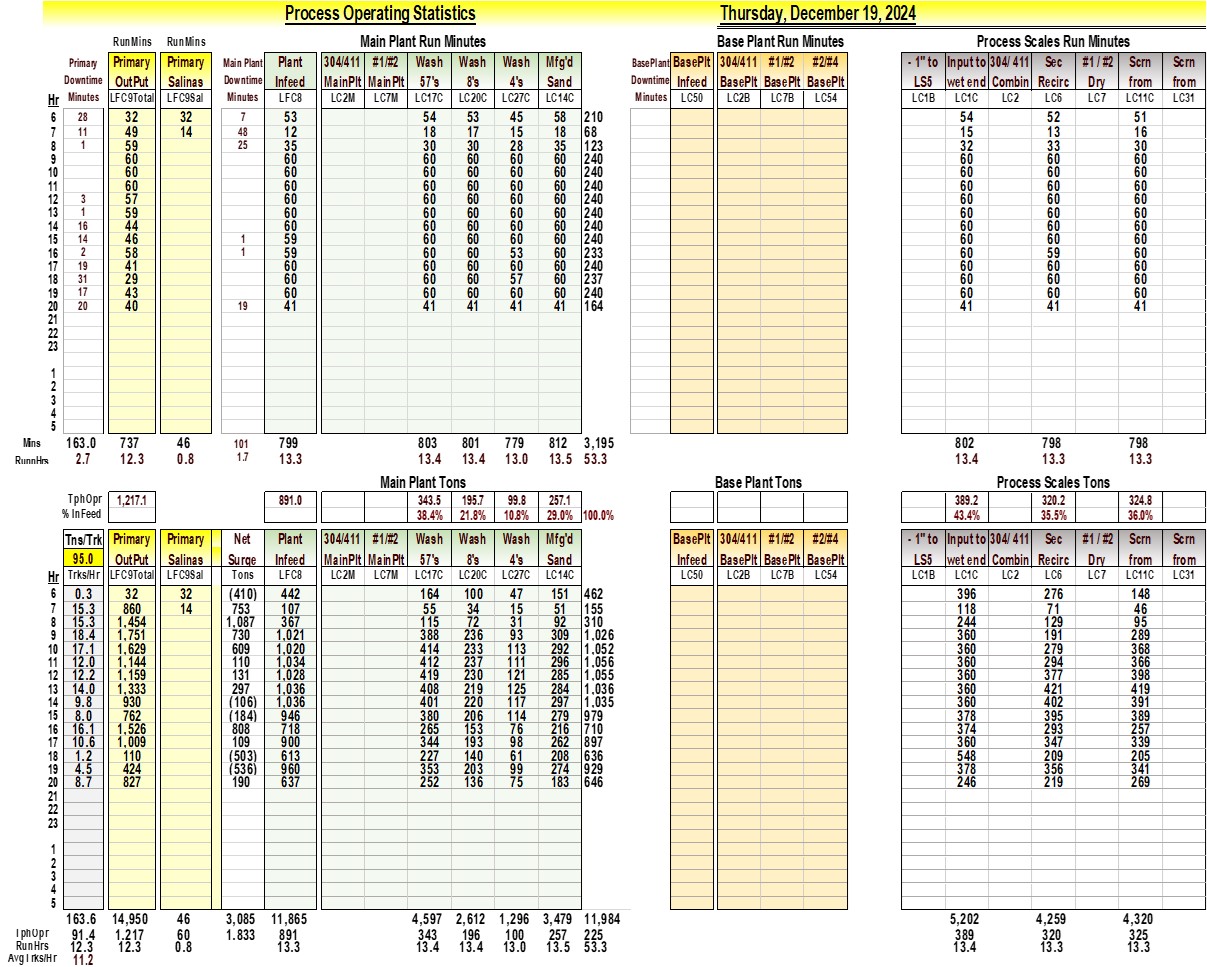 Process Operating Statistics Thursday, December 19, 2024
RunMins RunMins Main Plant Run Minutes Base Plant Run Minutes Process Scales Run Minutes
Primary Primary Primary Main Plant Plant 304/411 #1/#2 Wash Wash Wash Mfg'd BasePlant BasePlt 304/411 #1/#2 #2/#4 - 1" to Input to 304/ 411 Sec #1 / #2 Scrn Scrn
Downtime OutPut Salinas Downtime Infeed MainPlt MainPlt 57's 8's 4's Sand Downtime Infeed BasePlt BasePlt BasePlt LS5 wet end Combin Recirc Dry from from
Hr Minutes LFC9Total LFC9Sal Minutes LFC8 LC2M LC7M LC17C LC20C LC27C LC14C Minutes LC50 LC2B LC7B LC54 LC1B LC1C LC2 LC6 LC7 LC11C LC31
6 28 32 32 7 53 54 53 45 58 210 54 52 51
7 11 49 14 48 12 18 17 15 18 68 15 13 16
8 1 59 25 35 30 30 28 35 123 32 33 30
9 60 60 60 60 60 60 240 60 60 60
10 60 60 60 60 60 60 240 60 60 60
11 60 60 60 60 60 60 240 60 60 60
12 3 57 60 60 60 60 60 240 60 60 60
13 1 59 60 60 60 60 60 240 60 60 60
14 16 44 60 60 60 60 60 240 60 60 60
15 14 46 1 59 60 60 60 60 240 60 60 60
16 2 58 1 59 60 60 53 60 233 60 59 60
17 19 41 60 60 60 60 60 240 60 60 60
18 31 29 60 60 60 57 60 237 60 60 60
19 17 43 60 60 60 60 60 240 60 60 60
20 20 40 19 41 41 41 41 41 164 41 41 41
21
22
23
1
2
3
4
5
Mins 163.0 737 46 101 799 803 801 779 812 3,195 802 798 798
RunnHrs 2.7 12.3 0.8 1.7 13.3 13.4 13.4 13.0 13.5 53.3 13.4 13.3 13.3
Main Plant Tons Base Plant Tons Process Scales Tons
TphOpr 1,217.1 891.0 343.5 195.7 99.8 257.1 389.2 320.2 324.8
% InFeed 38.4% 21.8% 10.8% 29.0% 100.0% 43.4% 35.5% 36.0%
Tns/Trk Primary Primary Net Plant 304/411 #1/#2 Wash Wash Wash Mfg'd BasePlt 304/411 #1/#2 #2/#4 - 1" to Input to 304/ 411 Sec #1 / #2 Scrn Scrn
95.0 OutPut Salinas Surge Infeed MainPlt MainPlt 57's 8's 4's Sand Infeed BasePlt BasePlt BasePlt LS5 wet end Combin Recirc Dry from from
Hr Trks/Hr LFC9Total LFC9Sal Tons LFC8 LC2M LC7M LC17C LC20C LC27C LC14C LC50 LC2B LC7B LC54 LC1B LC1C LC2 LC6 LC7 LC11C LC31
6 0.3 32 32 (410) 442 164 100 47 151 462 396 276 148
7 15.3 860 14 753 107 55 34 15 51 155 118 71 46
8 15.3 1,454 1,087 367 115 72 31 92 310 244 129 95
9 18.4 1,751 730 1,021 388 236 93 309 1,026 360 191 289
10 17.1 1,629 609 1,020 414 233 113 292 1,052 360 279 368
11 12.0 1,144 110 1,034 412 237 111 296 1,056 360 294 366
12 12.2 1,159 131 1,028 419 230 121 285 1,055 360 377 398
13 14.0 1,333 297 1,036 408 219 125 284 1,036 360 421 419
14 9.8 930 (106) 1,036 401 220 117 297 1,035 360 402 391
15 8.0 762 (184) 946 380 206 114 279 979 378 395 389
16 16.1 1,526 808 718 265 153 76 216 710 374 293 257
17 10.6 1,009 109 900 344 193 98 262 897 360 347 339
18 1.2 110 (503) 613 227 140 61 208 636 548 209 205
19 4.5 424 (536) 960 353 203 99 274 929 378 356 341
20 8.7 827 190 637 252 136 75 183 646 246 219 269
21
22
23
1
2
3
4
5
163.6 14,950 46 3,085 11,865 4,597 2,612 1,296 3,479 11,984 5,202 4,259 4,320
TphOpr 91.4 1,217 60 1,833 891 343 196 100 257 225 389 320 325
RunHrs 12.3 12.3 0.8 13.3 13.4 13.4 13.0 13.5 53.3 13.4 13.3 13.3
AvgTrks/Hr 11.2